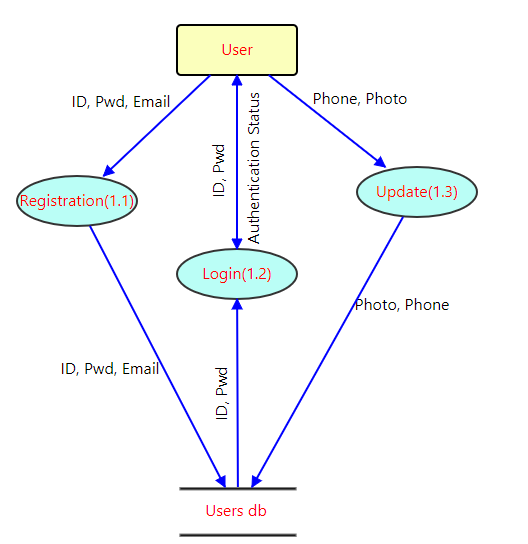 User
ID, Pwd, Email
Phone, Photo
ID, Pwd
Authentication Status
Registration(1.1)
Update(1.3)
Login(1.2)
Photo, Phone
ID, Pwd, Email
ID, Pwd
Users db